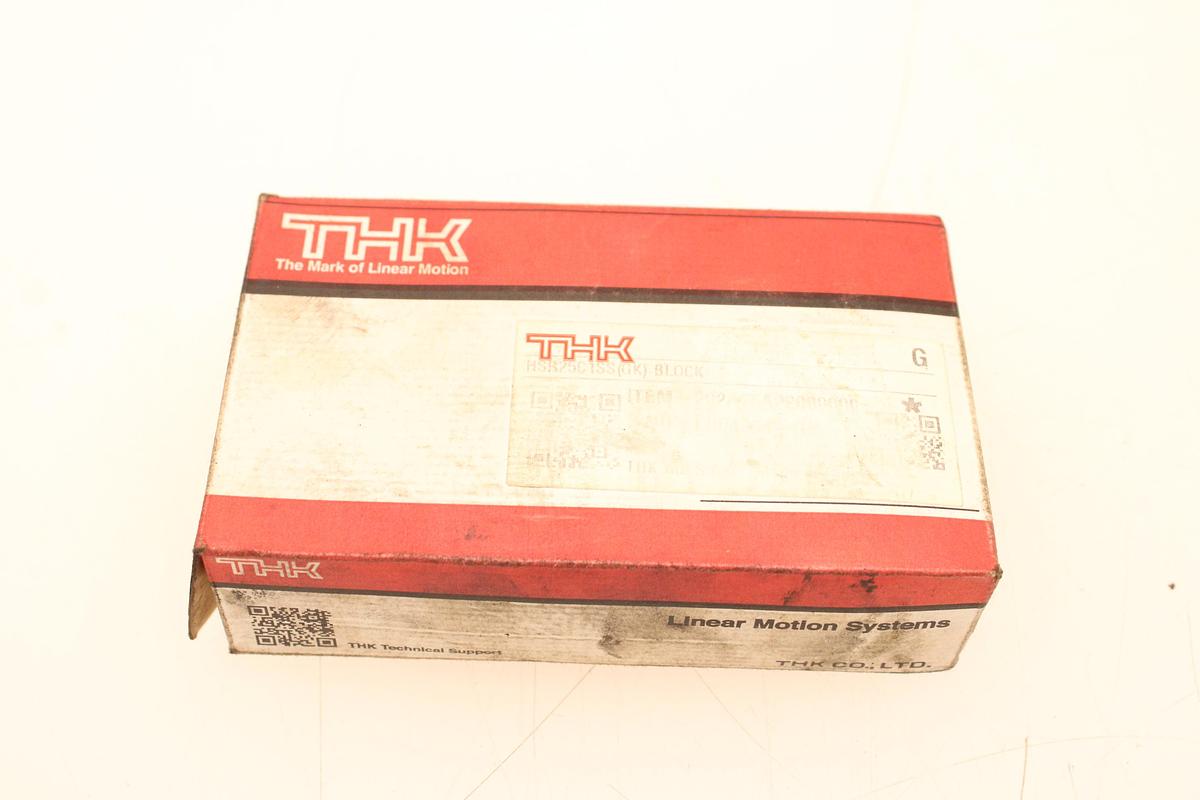 THK
The Mark of Linear Motion
THK
G
HSR25C1SS(GK) BLOCK
THK
THK
Linear Motion Systems
THK Technical Support
THK CO., LTD.